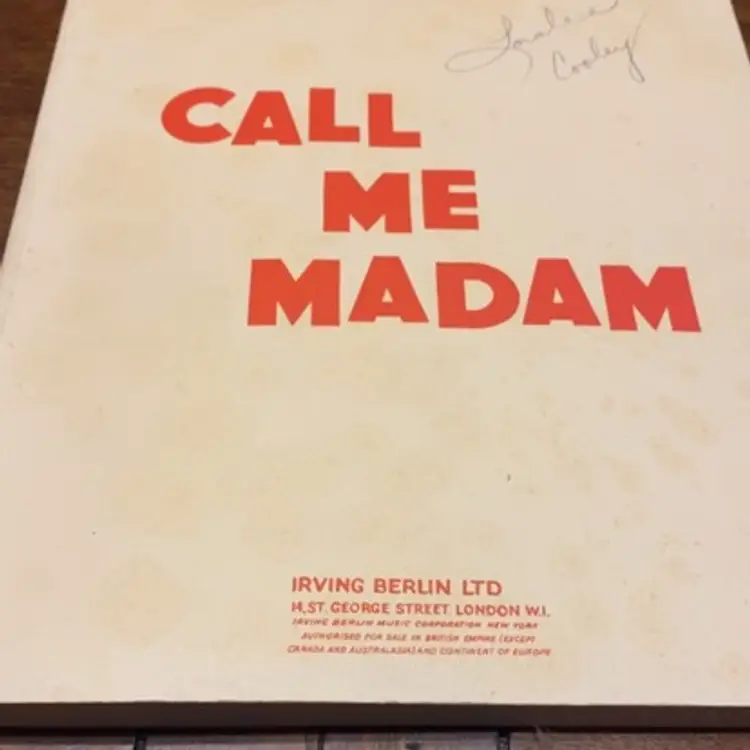 Cooley
CALL
ME
MADAM
IRVING BERLIN LTD
14, ST. GEORGE STREET LONDON W.I.
IRVING BERLIN MUSIC CORPORATION NEW YORK
AUTHORISED FOR SALE IN BRITISH EMPIRE (EXCEPT
CANADA AND AUSTRALASIA) AND CONTINENT OF EUROPE